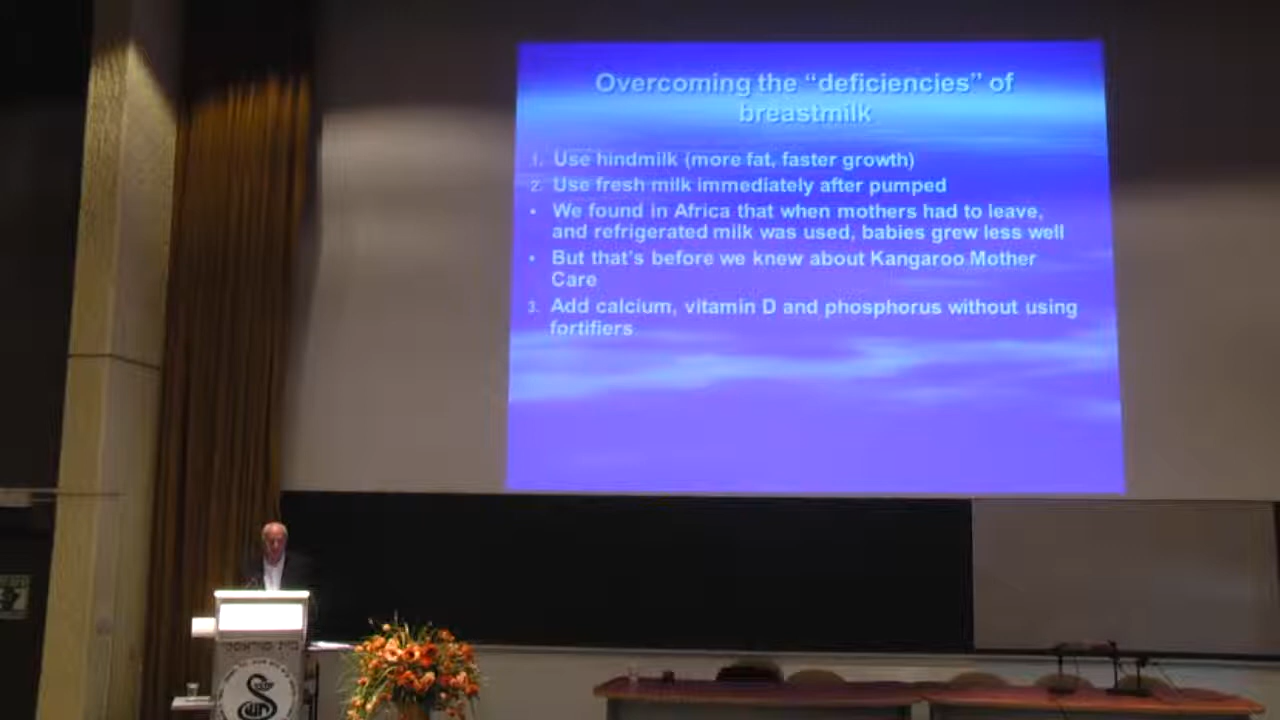 Overcoming the “deficiencies” of
breastmilk
1. Use hindmilk (more fat, faster growth)
2. Use fresh milk immediately after pumped
• We found in Africa that when mothers had to leave,
and refrigerated milk was used, babies grew less well
• But that’s before we knew about Kangaroo Mother
Care
3. Add calcium, vitamin D and phosphorus without using
fortifiers